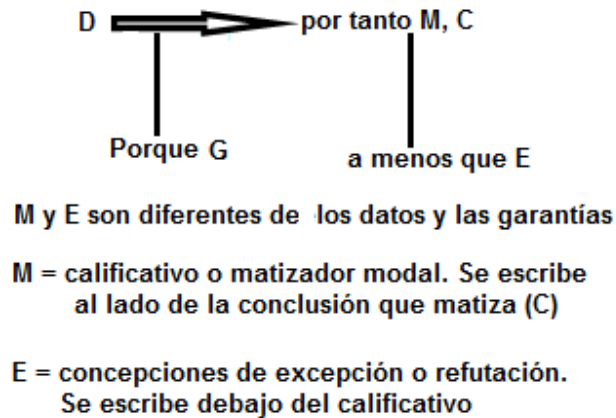 D por tanto M, C
Porque G
a menos que E
M y E son diferentes de los datos y las garantías
M = calificativo o matizador modal. Se escribe
al lado de la conclusión que matiza (C)
E = concepciones de excepción o refutación.
Se escribe debajo del calificativo